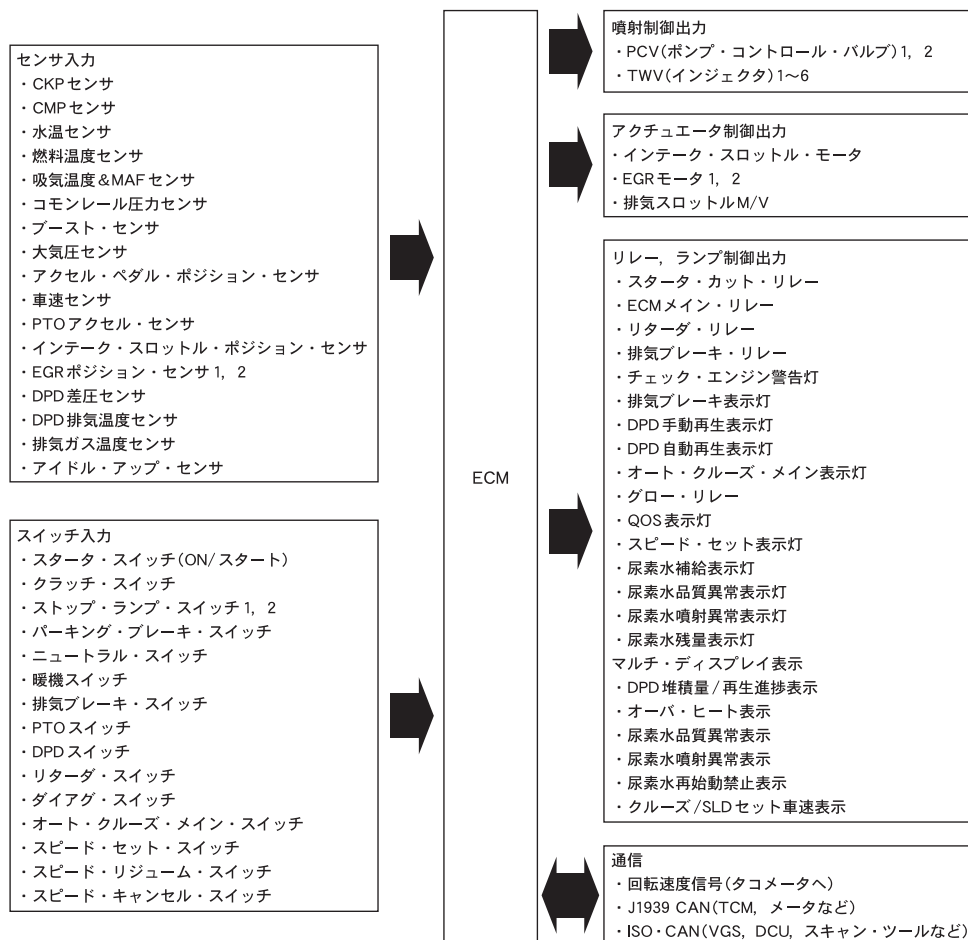 センサ入力
・CKPセンサ
・CMPセンサ
・水温センサ
・燃料温度センサ
・吸気温度&MAFセンサ
・コモンレール圧力センサ
・ブースト・センサ
・大気圧センサ
・アクセル・ペダル・ポジション・センサ
・車速センサ
・PTOアクセル・センサ
・インテーク・スロットル・ポジション・センサ
・EGRポジション・センサ1, 2
・DPD差圧センサ
・DPD排気温度センサ
・排気ガス温度センサ
・アイドル・アップ・センサ
スイッチ入力
・スタータ・スイッチ(ON/スタート)
・クラッチ・スイッチ
・ストップ・ランプ・スイッチ1, 2
・パーキング・ブレーキ・スイッチ
・ニュートラル・スイッチ
・暖機スイッチ
・排気ブレーキ・スイッチ
・PTOスイッチ
・DPDスイッチ
・リターダ・スイッチ
・ダイアグ・スイッチ
・オート・クルーズ・メイン・スイッチ
・スピード・セット・スイッチ
・スピード・リジューム・スイッチ
・スピード・キャンセル・スイッチ
ECM
噴射制御出力
・PCV(ポンプ・コントロール・バルブ)1, 2
・TWV(インジェクタ)1〜6
アクチュエータ制御出力
・インテーク・スロットル・モータ
・EGRモータ1, 2
・排気スロットルM/V
リレー, ランプ制御出力
・スタータ・カット・リレー
・ECMメイン・リレー
・リターダ・リレー
・排気ブレーキ・リレー
・チェック・エンジン警告灯
・排気ブレーキ表示灯
・DPD手動再生表示灯
・DPD自動再生表示灯
・オート・クルーズ・メイン表示灯
・グロー・リレー
・QOS表示灯
・スピード・セット表示灯
・尿素水補給表示灯
・尿素水品質異常表示灯
・尿素水噴射異常表示灯
・尿素水残量表示灯
マルチ・ディスプレイ表示
・DPD堆積量/再生進捗表示
・オーバ・ヒート表示
・尿素水品質異常表示
・尿素水噴射異常表示
・尿素水再始動禁止表示
・クルーズ/SLDセット車速表示
通信
・回転速度信号(タコメータへ)
・J1939 CAN(TCM, メータなど)
・ISO・CAN(VGS, DCU, スキャン・ツールなど)